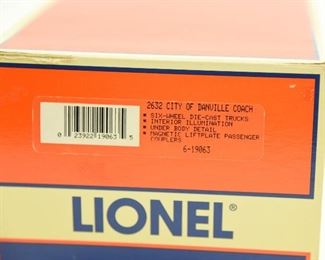 2632 CITY OF DANVILLE COACH
* SIX-WHEEL DIE-CAST TRUCKS
* INTERIOR ILLUMINATION
* UNDER BODY DETAIL
* MAGNETIC LIFTPLATE PASSENGER
COUPLERS
6-19063
0 23922 19063 5
LIONEL®